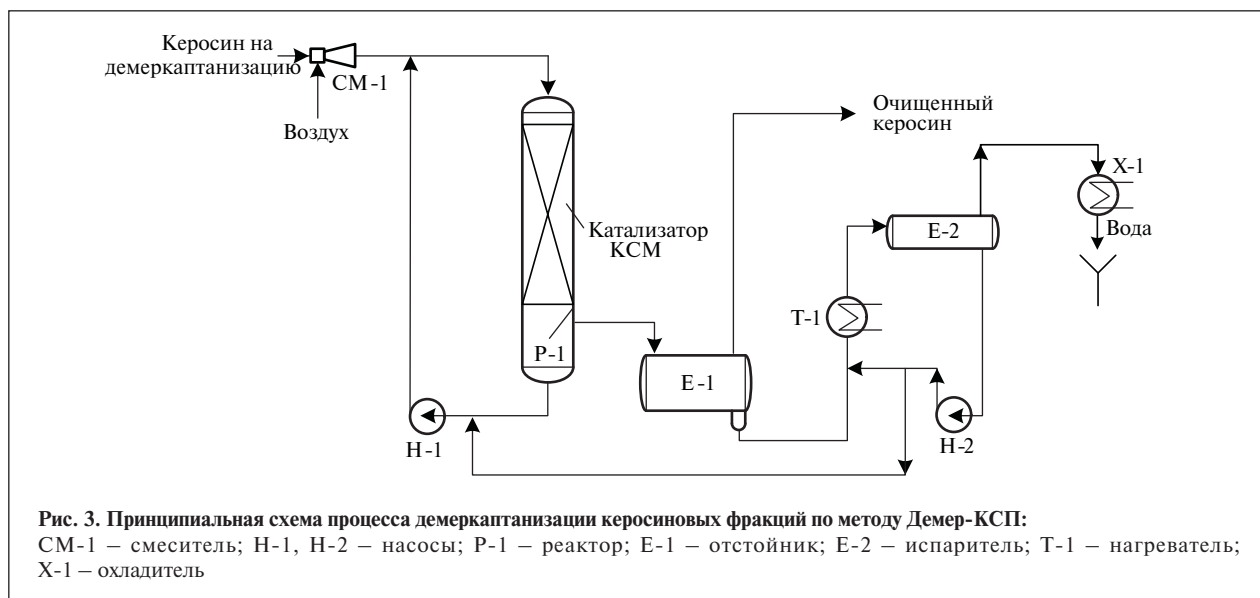 Керосин на
демеркаптанизацию
СМ-1
Воздух
Очищенный
керосин
Х-1
Катализатор
КСМ
Е-2
Вода
Т-1
Р-1
Е-1
Н-1
Н-2
Рис. 3. Принципиальная схема процесса демеркаптанизации керосиновых фракций по методу Демер-КСП:
СМ-1 – смеситель; Н-1, Н-2 – насосы; Р-1 – реактор; Е-1 – отстойник; Е-2 – испаритель; Т-1 – нагреватель;
Х-1 – охладитель